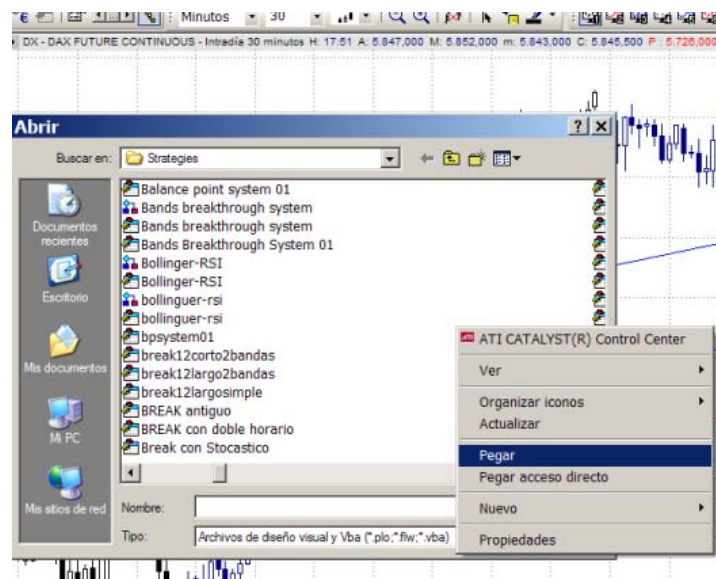 Minutos 30
DX - DAX FUTURE CONTINUOUS - Intradía 30 minutos H: 17:51 A: 5.847,000 M: 5.852,000 m: 5.843,000 C: 5.845,500 P: 5.726,000
Abrir
Buscar en: Strategies
Documentos recientes
Escritorio
Mis documentos
Mi PC
Mis sitios de red
Balance point system 01
Bands breakthrough system
Bands breakthrough system
Bands Breakthrough System 01
Bollinger-RSI
Bollinger-RSI
bollinguer-rsi
bollinguer-rsi
bpsystem01
break12corto2bandas
break12largo2bandas
break12largosimple
BREAK antiguo
BREAK con doble horario
Break con Stocastico
Nombre:
Tipo: Archivos de diseño visual y Vba (*.plo;*.flw;*.vba)
ATI CATALYST(R) Control Center
Ver
Organizar iconos
Actualizar
Pegar
Pegar acceso directo
Nuevo
Propiedades